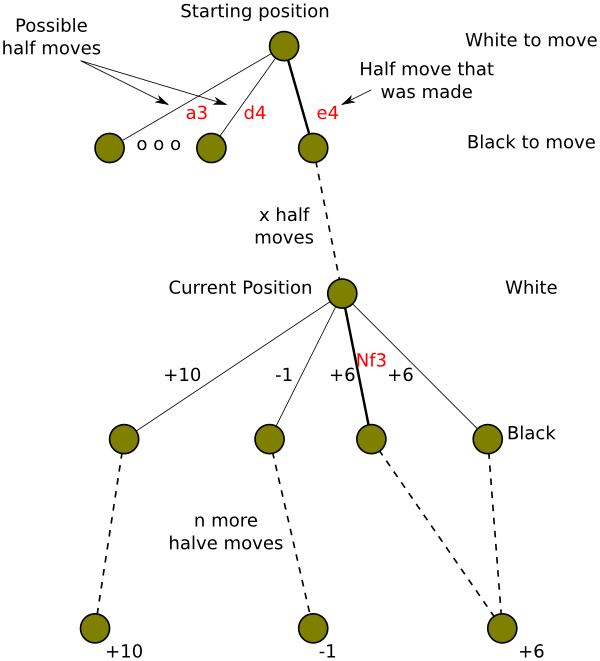 Starting position
Possible
half moves
White to move
Half move that
was made
a3
d4
e4
o o o
Black to move
x half
moves
Current Position
White
Nf3
+10
-1
+6
+6
Black
n more
halve moves
+10
-1
+6